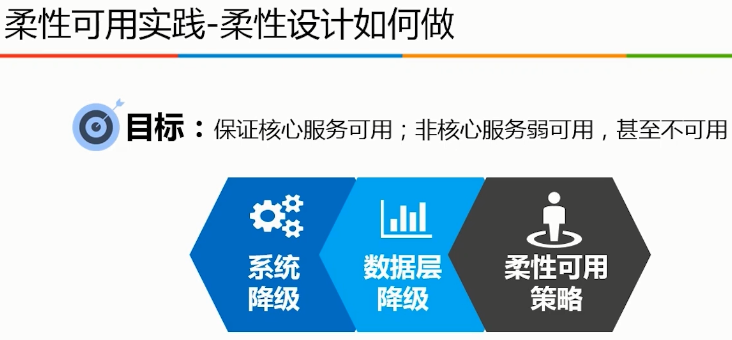 柔性可用实践-柔性设计如何做
目标：保证核心服务可用；非核心服务弱可用，甚至不可用
系统
降级
数据层
降级
柔性可用
策略